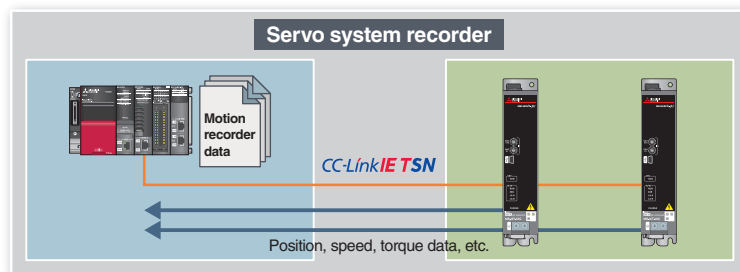 Servo system recorder
Motion
recorder
data
CC-Link IE TSN
Position, speed, torque data, etc.